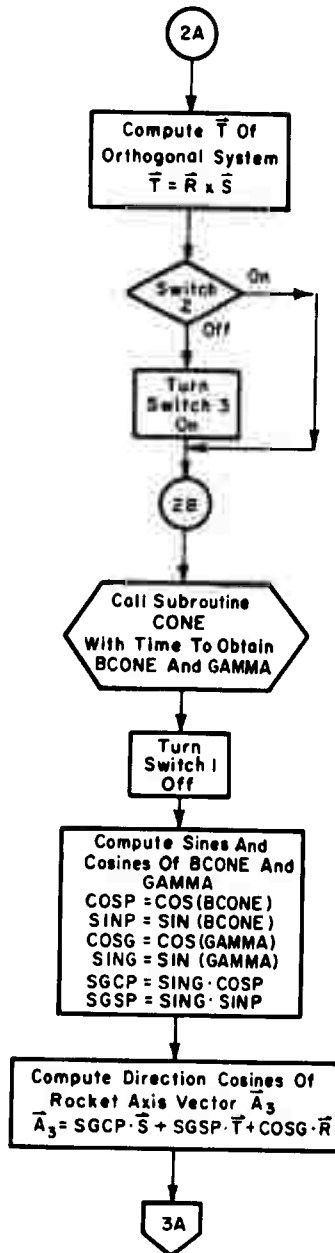 2A
Compute T⃗ Of
Orthogonal System
T⃗ = R⃗ x S⃗
Switch
2
On
Off
Turn
Switch 3
On
2B
Call Subroutine
CONE
With Time To Obtain
BCONE And GAMMA
Turn
Switch 1
Off
Compute Sines And
Cosines Of BCONE And
GAMMA
COSP = COS(BCONE)
SINP = SIN (BCONE)
COSG = COS(GAMMA)
SING = SIN (GAMMA)
SGCP = SING · COSP
SGSP = SING · SINP
Compute Direction Cosines Of
Rocket Axis Vector A⃗3
A⃗3 = SGCP · S⃗ + SGSP · T⃗ + COSG · R⃗
3A